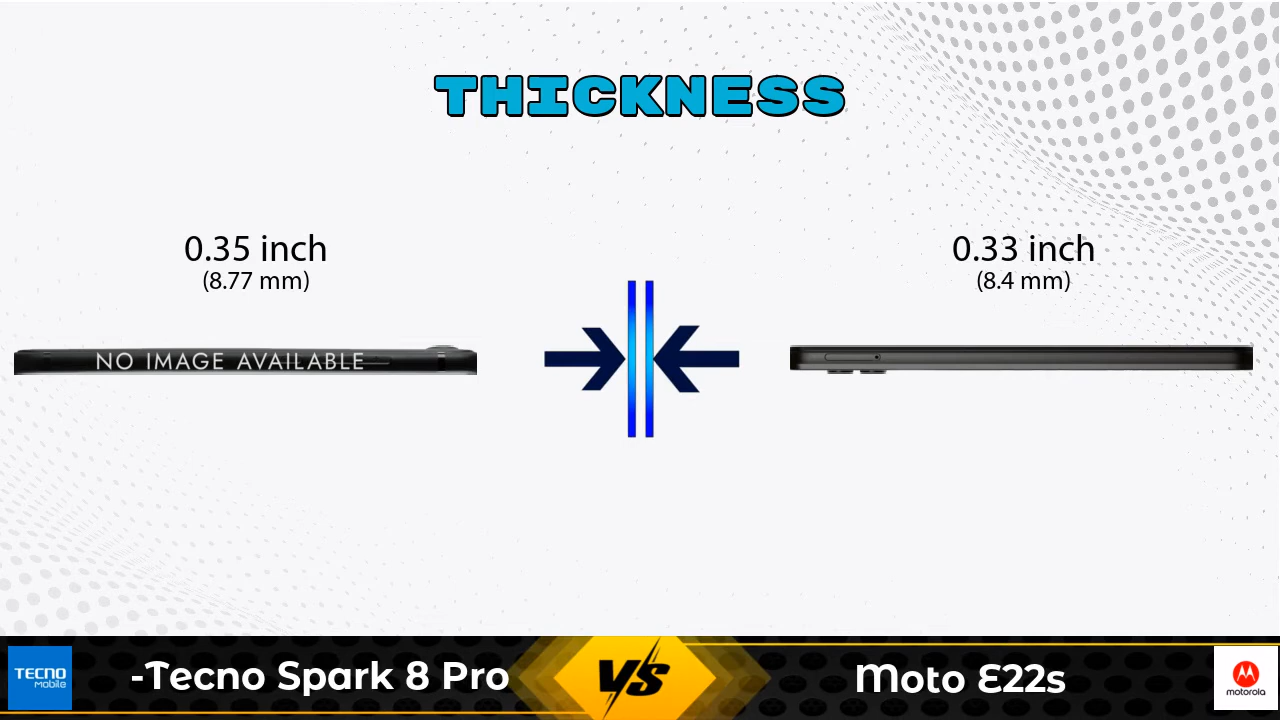 THICKNESS
0.35 inch
(8.77 mm)
0.33 inch
(8.4 mm)
NO IMAGE AVAILABLE
TECNO
mobile
-Tecno Spark 8 Pro
VS
Moto E22s
motorola